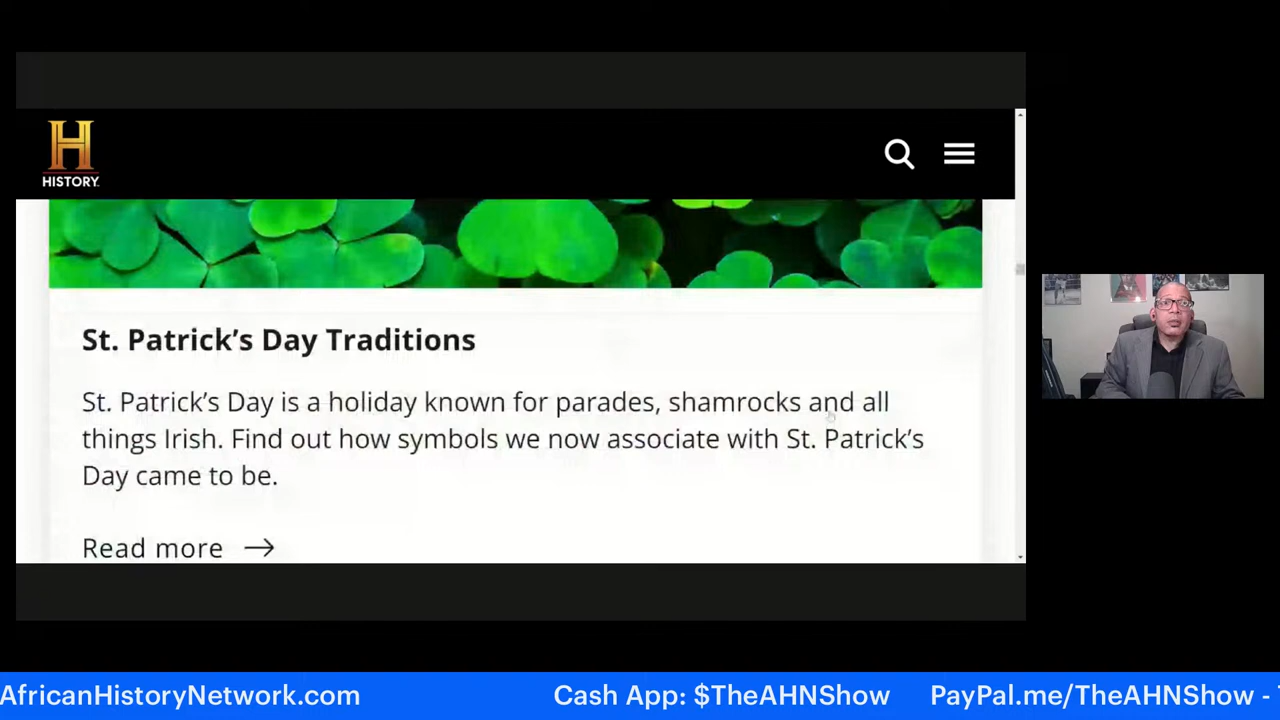 H
HISTORY.
St. Patrick's Day Traditions
St. Patrick's Day is a holiday known for parades, shamrocks and all
things Irish. Find out how symbols we now associate with St. Patrick's
Day came to be.
Read more →
AfricanHistoryNetwork.com Cash App: $TheAHNShow PayPal.me/TheAHNShow -